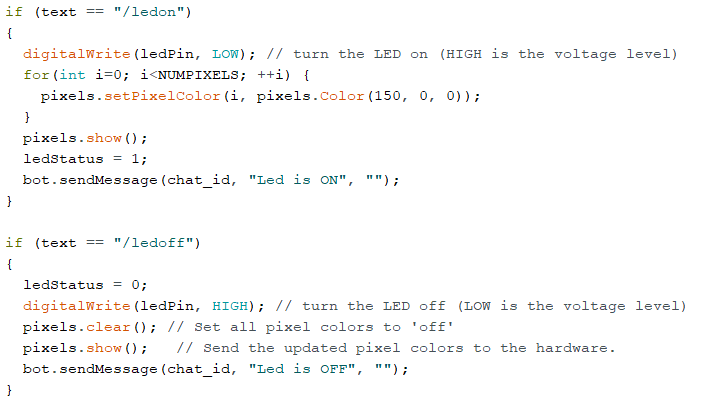 if (text == "/ledon")
{
  digitalWrite(ledPin, LOW); // turn the LED on (HIGH is the voltage level)
  for(int i=0; i<NUMPIXELS; ++i) {
    pixels.setPixelColor(i, pixels.Color(150, 0, 0));
  }
  pixels.show();
  ledStatus = 1;
  bot.sendMessage(chat_id, "Led is ON", "");
}

if (text == "/ledoff")
{
  ledStatus = 0;
  digitalWrite(ledPin, HIGH); // turn the LED off (LOW is the voltage level)
  pixels.clear(); // Set all pixel colors to 'off'
  pixels.show();   // Send the updated pixel colors to the hardware.
  bot.sendMessage(chat_id, "Led is OFF", "");
}